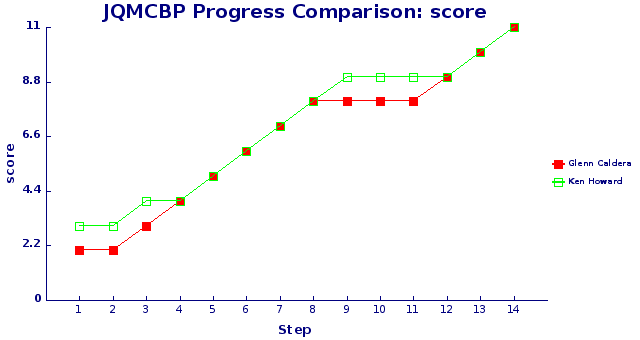 JQMCBP Progress Comparison: score
11
8.8
6.6
4.4
2.2
0
score
1 2 3 4 5 6 7 8 9 10 11 12 13 14
Step
Glenn Caldera
Ken Howard